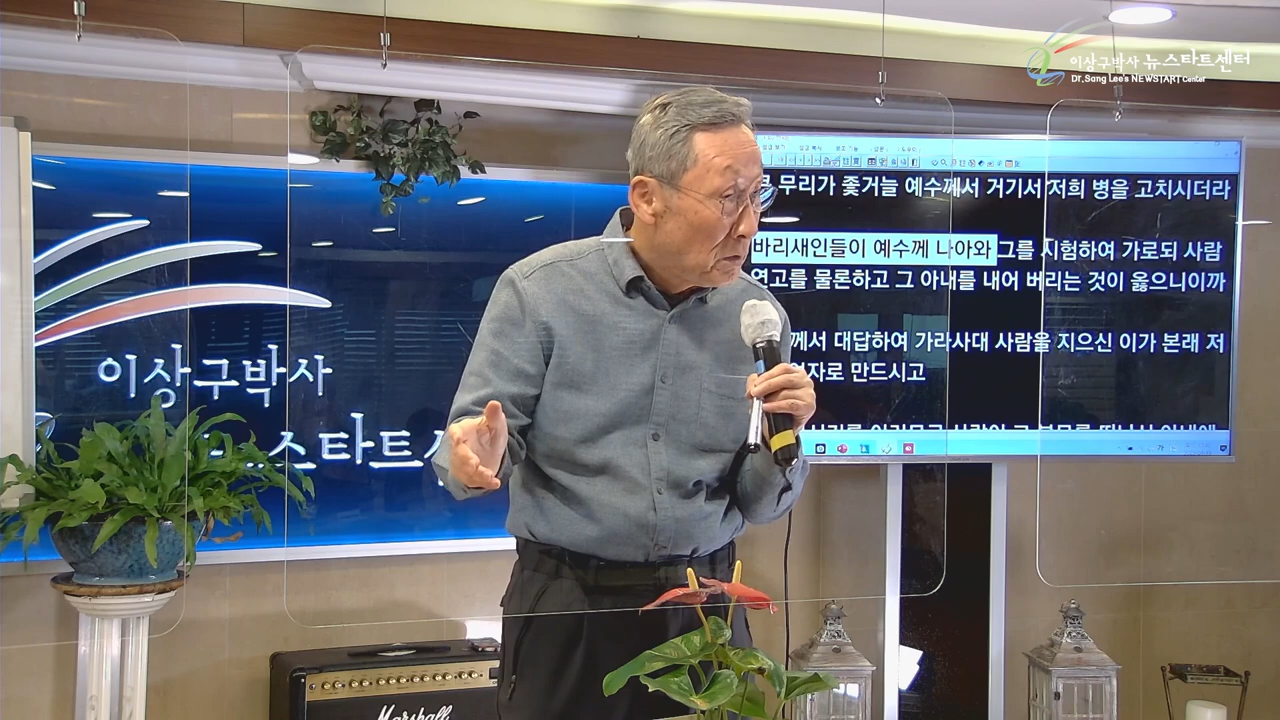 이상구박사 뉴스타트센터
Dr.Sang Lee's NEWSTART Center
무리가 좇거늘 예수께서 거기서 저희 병을 고치시더라
바리새인들이 예수께 나아와 그를 시험하여 가로되 사람
연고를 물론하고 그 아내를 내어 버리는 것이 옳으니이까
께서 대답하여 가라사대 사람을 지으신 이가 본래 저
자로 만드시고
이상구박사
스타트
Marshall